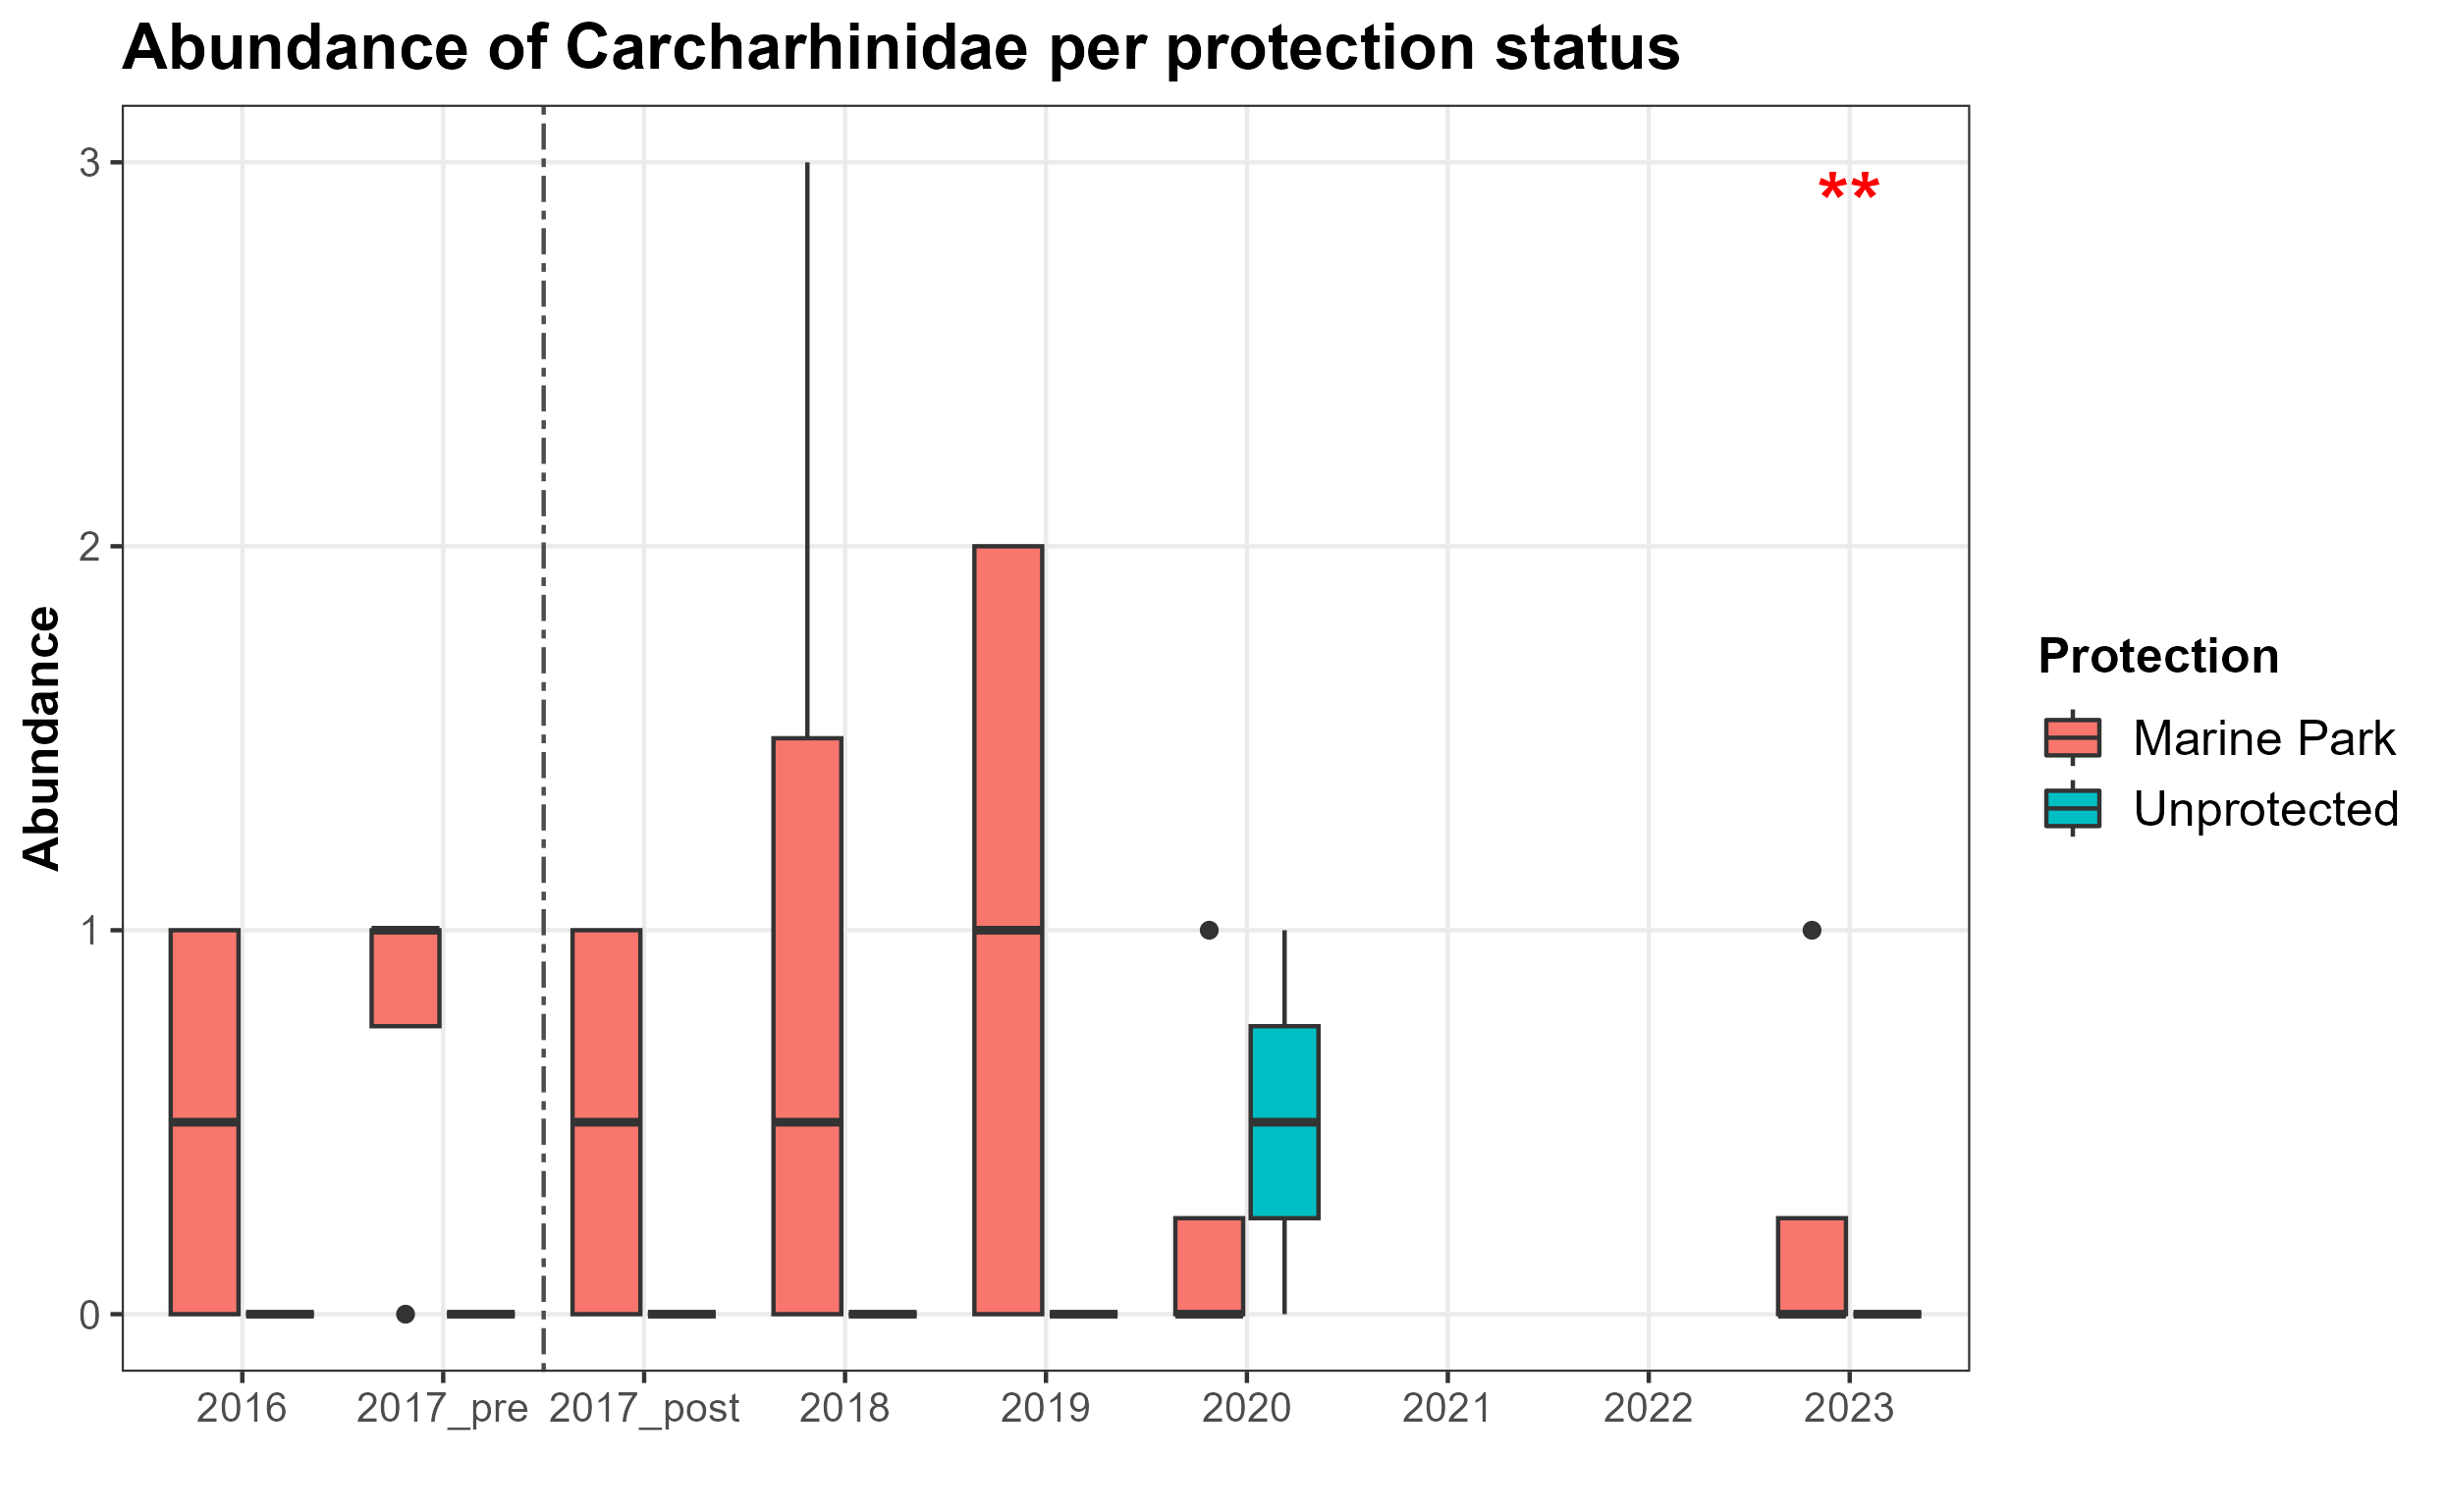 Abundance of Carcharhinidae per protection status
3
**
2
1
0
Abundance
2016 2017_pre 2017_post 2018 2019 2020 2021 2022 2023
Protection
Marine Park
Unprotected